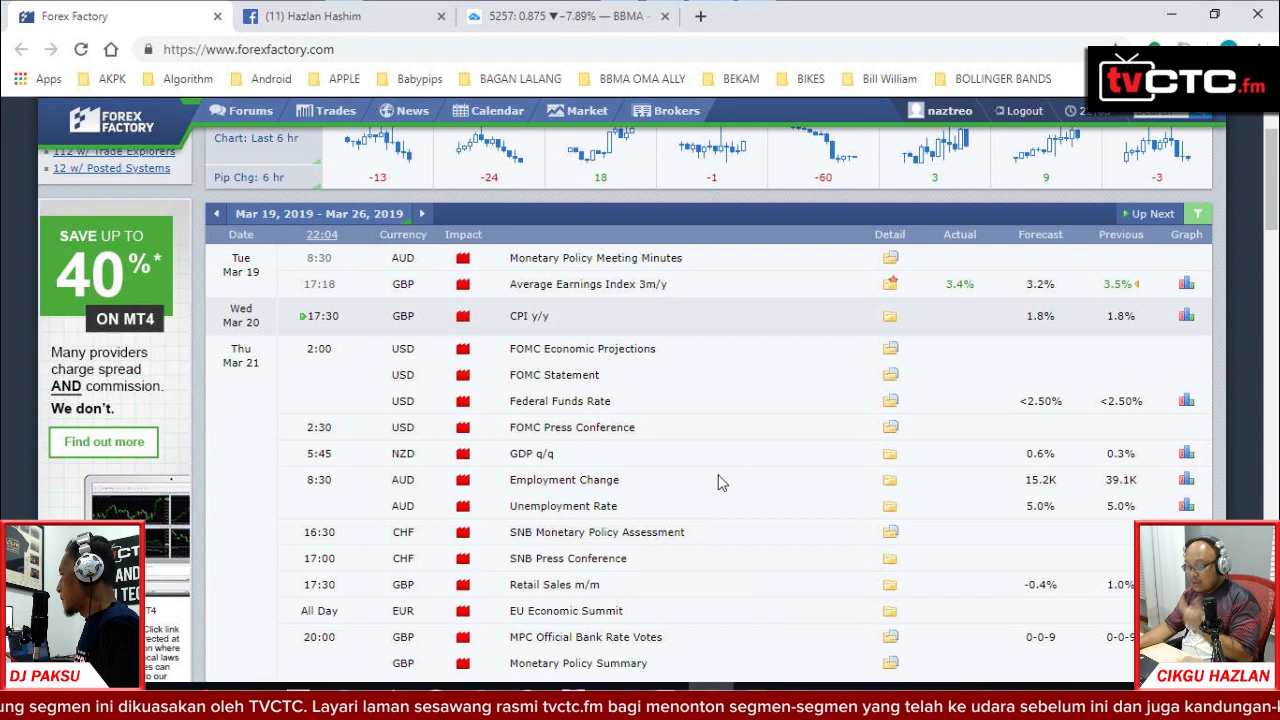 Forex Factory
(11) Hazlan Hashim
5257: 0.875 ▼ -7.89% — BBMA -
https://www.forexfactory.com
Apps AKPK Algorithm Android APPLE Babypips BAGAN LALANG BBMA OMA ALLY BEKAM BIKES Bill William BOLLINGER BANDS
tvCTC.fm
FOREX FACTORY
Forums Trades News Calendar Market Brokers naztreo Logout
112 w/ Trade Explorers
12 w/ Posted Systems
Chart: Last 6 hr
Pip Chg: 6 hr -13 -24 18 -1 -60 3 9 -3
Mar 19, 2019 - Mar 26, 2019 Up Next
Date 22:04 Currency Impact Detail Actual Forecast Previous Graph
Tue Mar 19 8:30 AUD Monetary Policy Meeting Minutes
17:18 GBP Average Earnings Index 3m/y 3.4% 3.2% 3.5%
Wed Mar 20 17:30 GBP CPI y/y 1.8% 1.8%
Thu Mar 21 2:00 USD FOMC Economic Projections
USD FOMC Statement
USD Federal Funds Rate <2.50% <2.50%
2:30 USD FOMC Press Conference
5:45 NZD GDP q/q 0.6% 0.3%
8:30 AUD Employment Change 15.2K 39.1K
AUD Unemployment Rate 5.0% 5.0%
16:30 CHF SNB Monetary Policy Assessment
17:00 CHF SNB Press Conference
17:30 GBP Retail Sales m/m -0.4% 1.0%
All Day EUR EU Economic Summit
20:00 GBP MPC Official Bank Rate Votes 0-0-9 0-0-9
GBP Monetary Policy Summary
SAVE UP TO
40%*
ON MT4
Many providers
charge spread
AND commission.
We don't.
Find out more
DJ PAKSU
CIKGU HAZLAN
ung segmen ini dikuasakan oleh TVCTC. Layari laman sesawang rasmi tvctc.fm bagi menonton segmen-segmen yang telah ke udara sebelum ini dan juga kandungan-